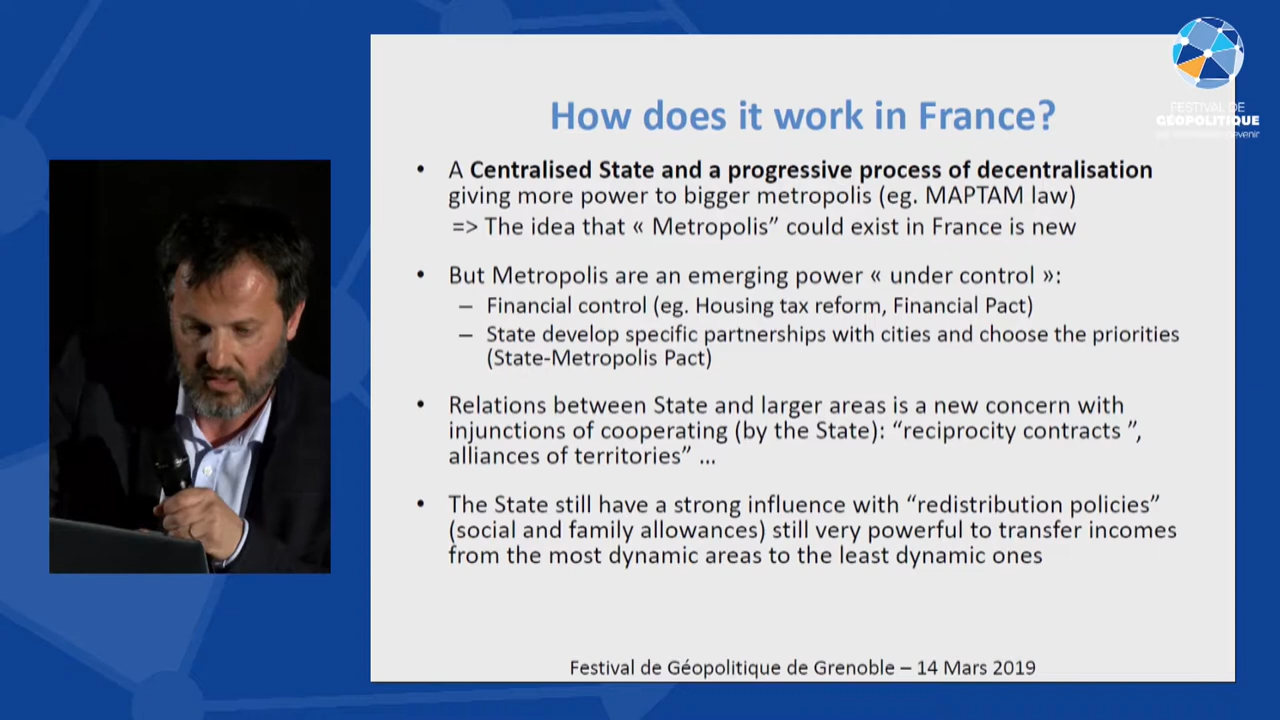 FESTIVAL DE
GÉOPOLITIQUE
How does it work in France?
• A Centralised State and a progressive process of decentralisation
giving more power to bigger metropolis (eg. MAPTAM law)
=> The idea that « Metropolis” could exist in France is new
• But Metropolis are an emerging power « under control »:
– Financial control (eg. Housing tax reform, Financial Pact)
– State develop specific partnerships with cities and choose the priorities
(State-Metropolis Pact)
• Relations between State and larger areas is a new concern with
injunctions of cooperating (by the State): “reciprocity contracts ”,
alliances of territories” ...
• The State still have a strong influence with “redistribution policies”
(social and family allowances) still very powerful to transfer incomes
from the most dynamic areas to the least dynamic ones
Festival de Géopolitique de Grenoble – 14 Mars 2019